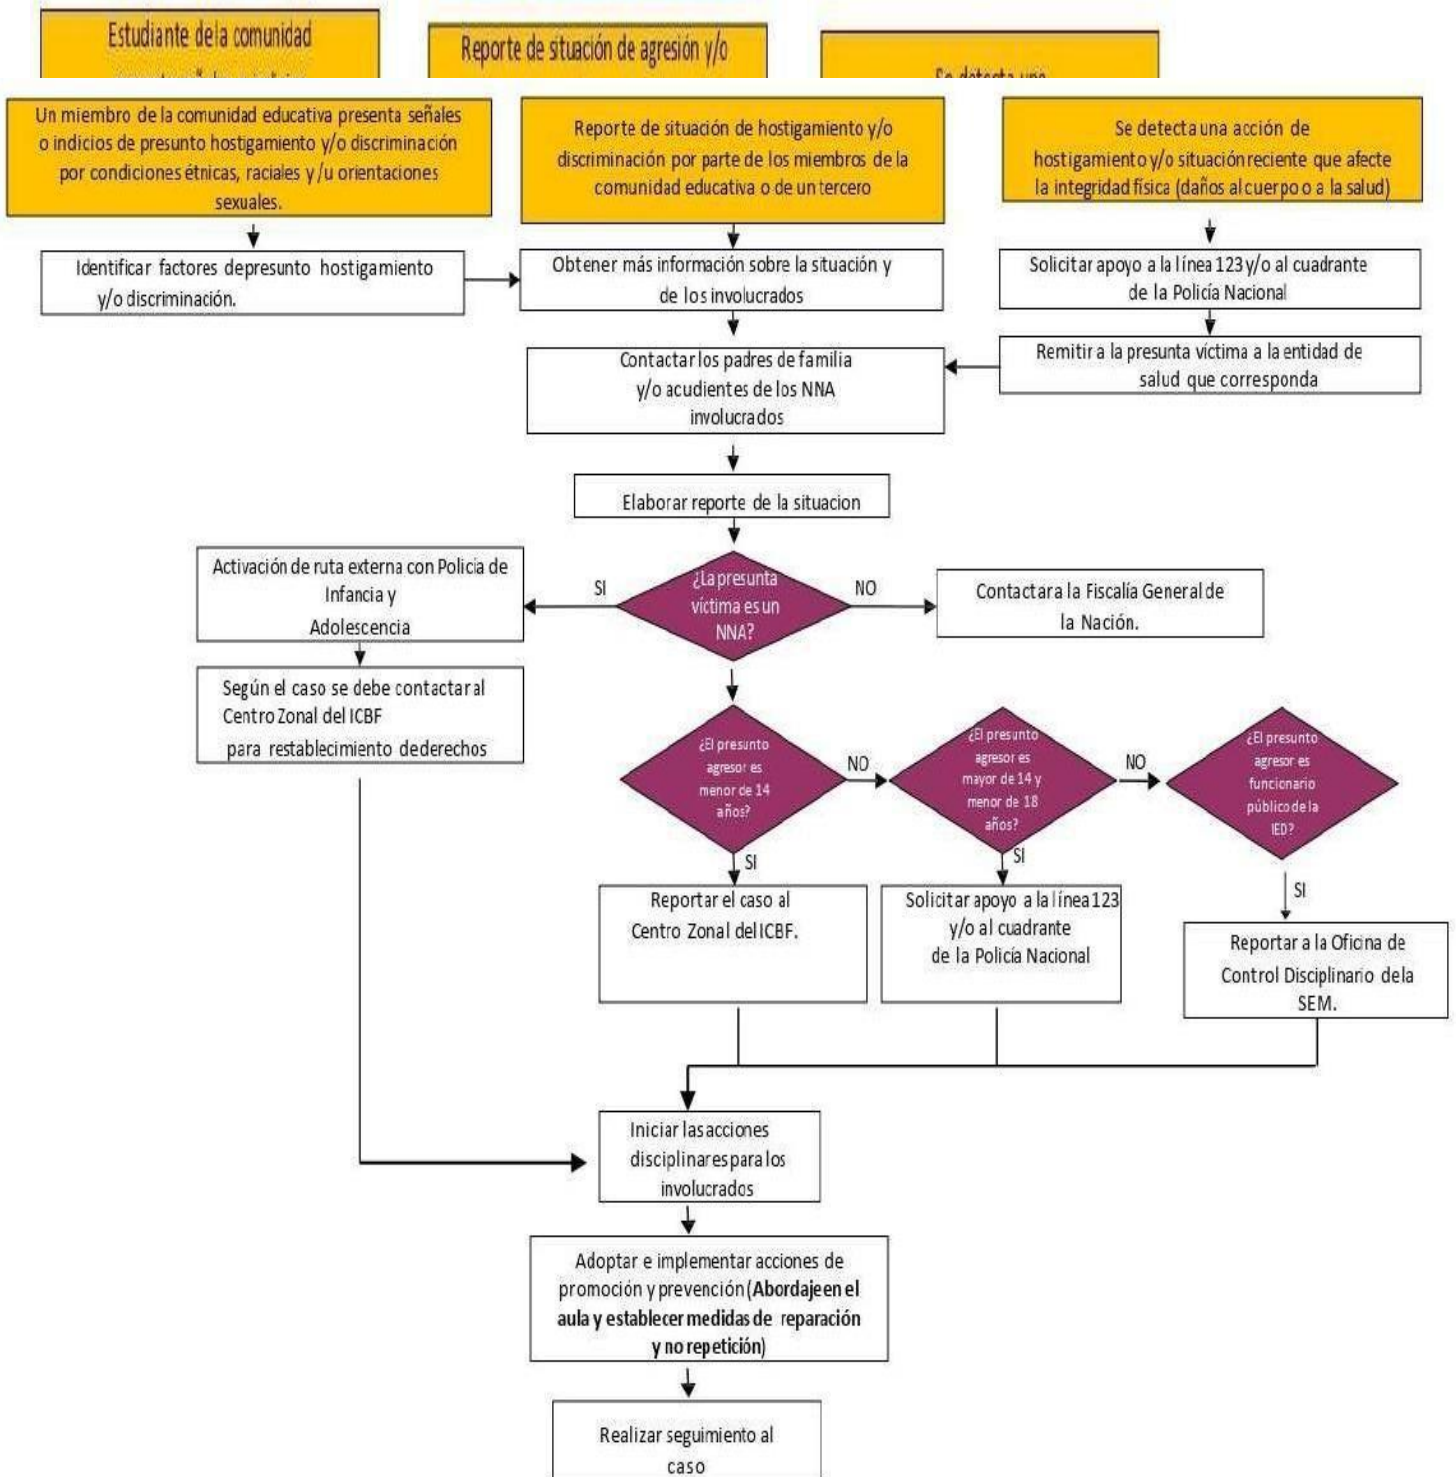 Estudiante dela comunidad
Reporte de situación de agresión y/o
Se detecta una
Un miembro de la comunidad educativa presenta señales
o indicios de presunto hostigamiento y/o discriminación
por condiciones étnicas, raciales y /u orientaciones
sexuales.
Reporte de situación de hostigamiento y/o
discriminación por parte de los miembros de la
comunidad educativa o de un tercero
Se detecta una acción de
hostigamiento y/o situación reciente que afecte
la integridad física (daños al cuerpo o a la salud)
Identificar factores depresunto hostigamiento
y/o discriminación.
Obtener más información sobre la situación y
de los involucrados
Solicitar apoyo a la línea 123 y/o al cuadrante
de la Policía Nacional
Contactar los padres de familia
y/o acudientes de los NNA
involucrados
Remitir a la presunta víctima a la entidad de
salud que corresponda
Elaborar reporte de la situacion
Activación de ruta externa con Policia de
Infancia y
Adolescencia
SI
¿La presunta
víctima es un
NNA?
NO
Contactara la Fiscalía General de
la Nación.
Según el caso se debe contactar al
Centro Zonal del ICBF
para restablecimiento dederechos
¿El presunto
agresor es
menor de 14
años?
NO
¿El presunto
agresor es
mayor de 14 y
menor de 18
años?
NO
¿El presunto
agresor es
funcionario
público de la
IED?
SI
SI
SI
Reportar el caso al
Centro Zonal del ICBF.
Solicitar apoyo a la línea 123
y/o al cuadrante
de la Policía Nacional
Reportar a la Oficina de
Control Disciplinario dela
SEM.
Iniciar lasacciones
disciplinares para los
involucrados
Adoptar e implementar acciones de
promoción y prevención (Abordaje en el
aula y establecer medidas de reparación
y no repetición)
Realizar seguimiento al
caso